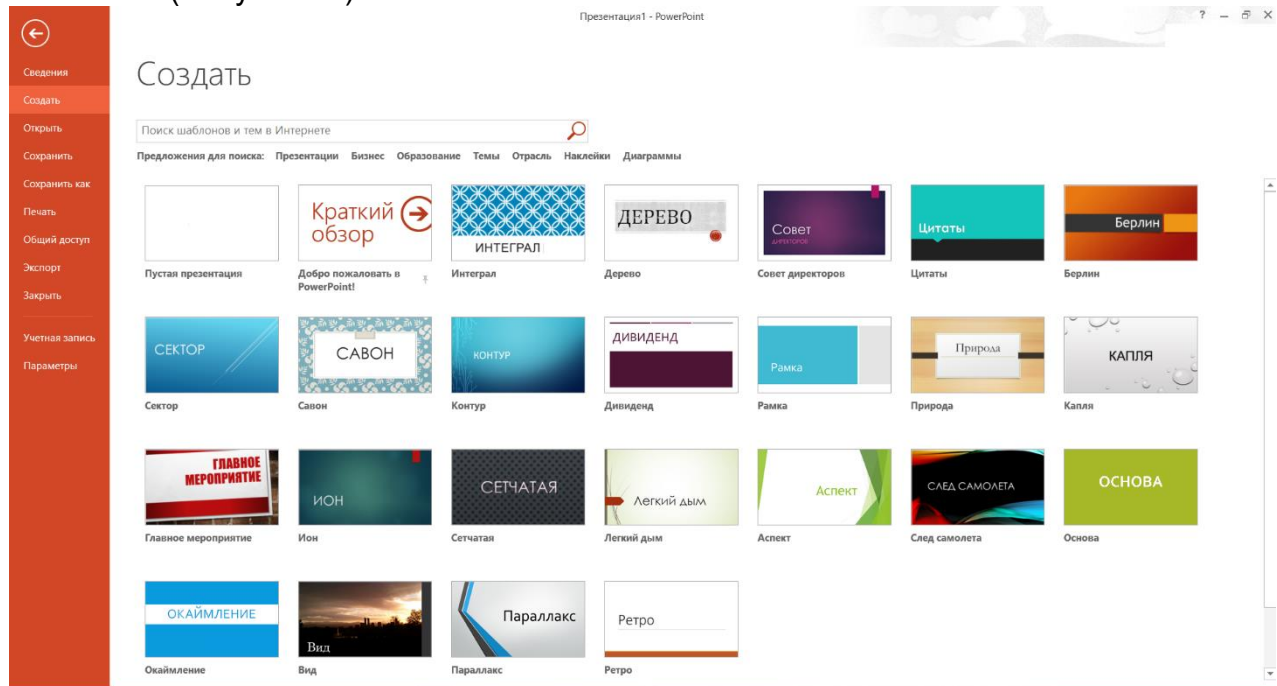 Презентация1 - PowerPoint
?
Сведения
Создать
Открыть
Сохранить
Сохранить как
Печать
Общий доступ
Экспорт
Закрыть
Учетная запись
Параметры
Создать
Поиск шаблонов и тем в Интернете
Предложения для поиска: Презентации Бизнес Образование Темы Отрасль Наклейки Диаграммы
Краткий
обзор
ИНТЕГРАЛ
ДЕРЕВО
Совет
ДИРЕКТОРОВ
Цитаты
Берлин
Пустая презентация
Добро пожаловать в
PowerPoint!
Интеграл
Дерево
Совет директоров
Цитаты
Берлин
СЕКТОР
САВОН
КОНТУР
ДИВИДЕНД
Рамка
Природа
КАПЛЯ
Сектор
Савон
Контур
Дивиденд
Рамка
Природа
Капля
ГЛАВНОЕ
МЕРОПРИЯТИЕ
ИОН
СЕТЧАТАЯ
Легкий дым
Аспект
СЛЕД САМОЛЕТА
ОСНОВА
Главное мероприятие
Ион
Сетчатая
Легкий дым
Аспект
След самолета
Основа
ОКАЙМЛЕНИЕ
Вид
Параллакс
Ретро
Окаймление
Вид
Параллакс
Ретро